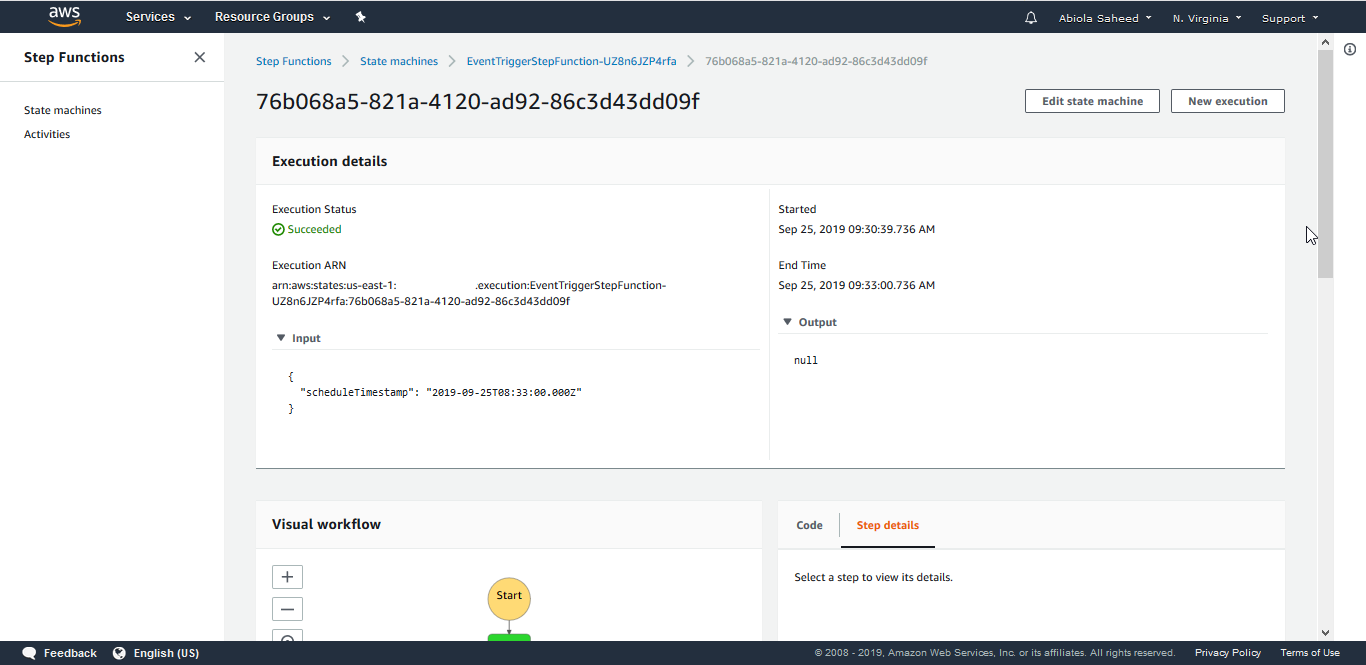 aws Services Resource Groups Abiola Saheed N. Virginia Support
Step Functions
State machines
Activities
Step Functions State machines EventTriggerStepFunction-UZ8n6JZP4rfa 76b068a5-821a-4120-ad92-86c3d43dd09f
76b068a5-821a-4120-ad92-86c3d43dd09f
Edit state machine New execution
Execution details
Execution Status
Succeeded
Execution ARN
arn:aws:states:us-east-1: .execution:EventTriggerStepFunction-
UZ8n6JZP4rfa:76b068a5-821a-4120-ad92-86c3d43dd09f
Input
{
"scheduleTimestamp": "2019-09-25T08:33:00.000Z"
}
Started
Sep 25, 2019 09:30:39.736 AM
End Time
Sep 25, 2019 09:33:00.736 AM
Output
null
Visual workflow
Start
Code Step details
Select a step to view its details.
Feedback English (US) © 2008 - 2019, Amazon Web Services, Inc. or its affiliates. All rights reserved. Privacy Policy Terms of Use